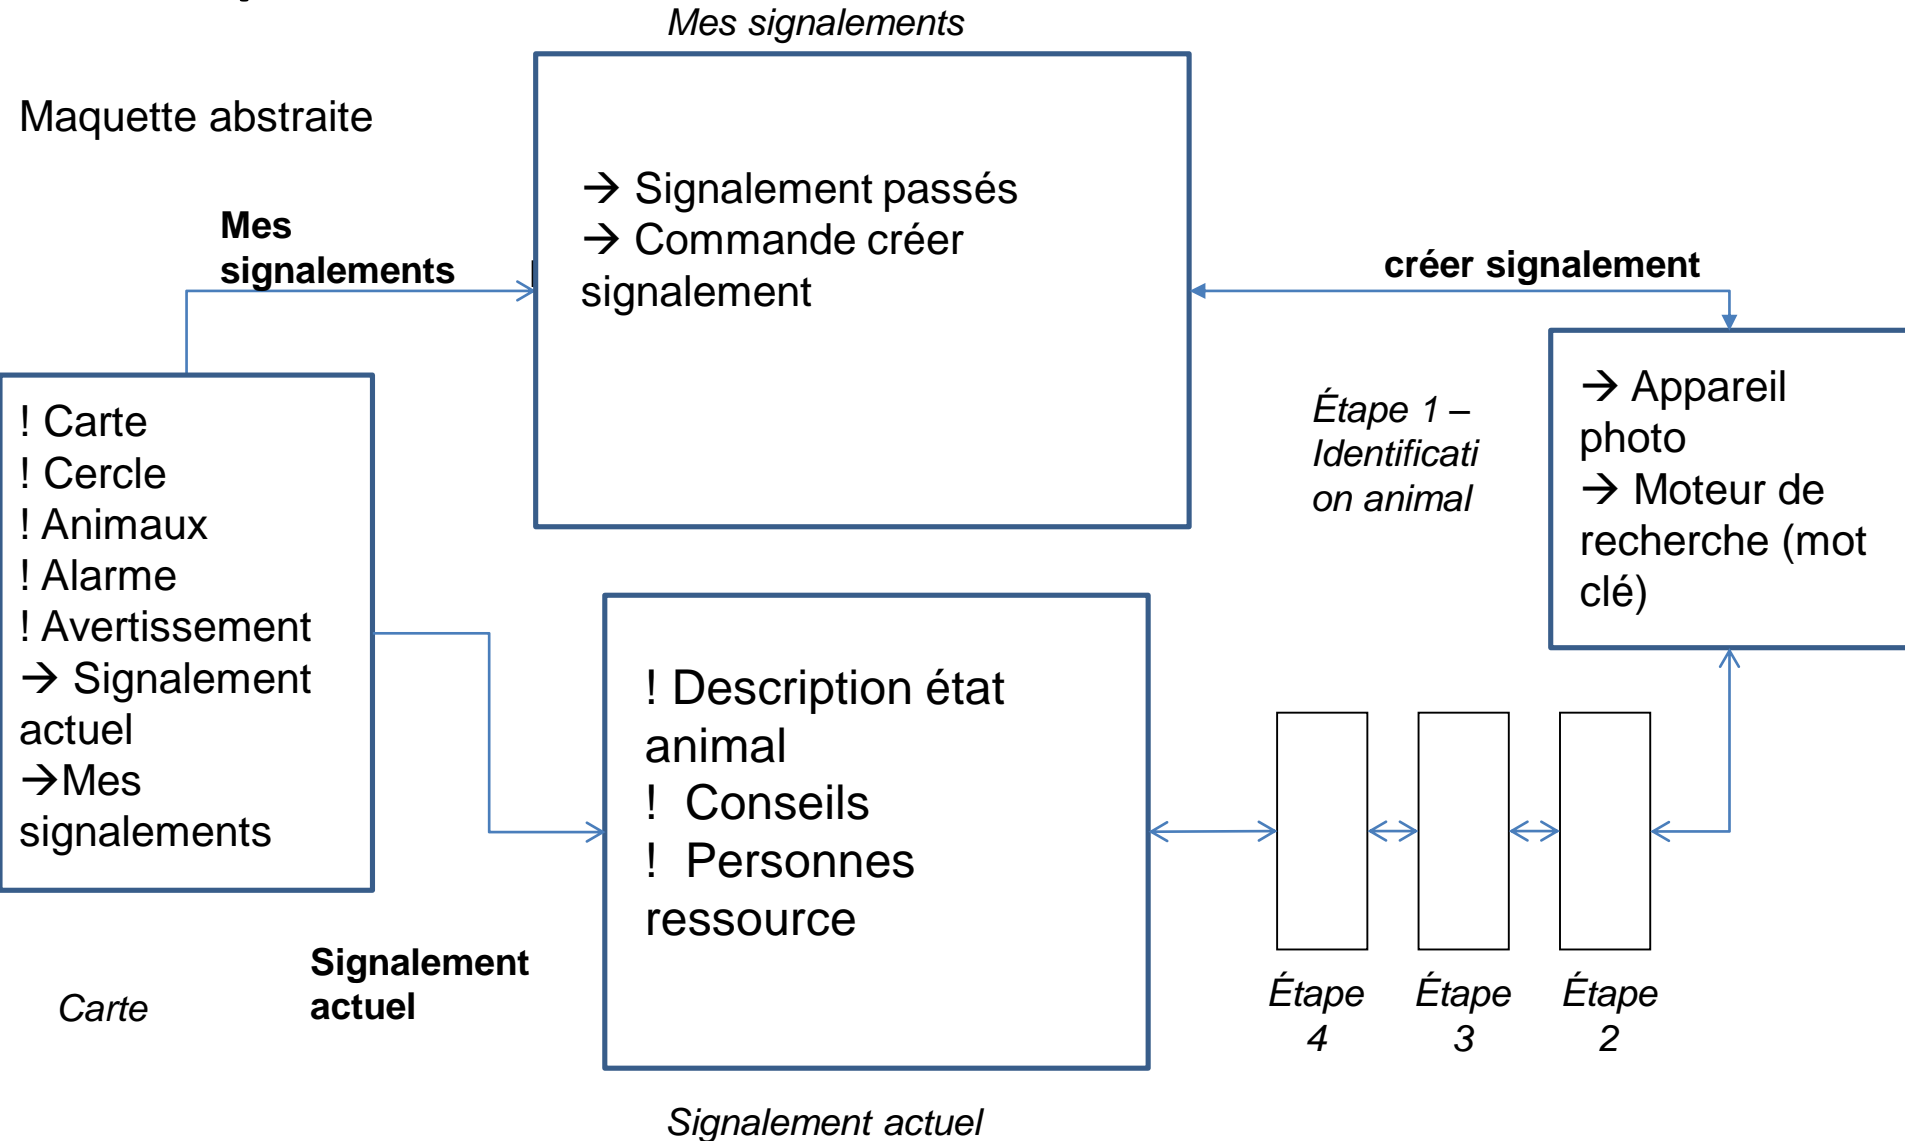 Mes signalements
Maquette abstraite
→ Signalement passés
→ Commande créer
signalement
Mes
signalements
créer signalement
! Carte
! Cercle
! Animaux
! Alarme
! Avertissement
→ Signalement
actuel
→Mes
signalements
Étape 1 –
Identificati
on animal
→ Appareil
photo
→ Moteur de
recherche (mot
clé)
! Description état
animal
! Conseils
! Personnes
ressource
Signalement
actuel
Carte
Étape
4
Étape
3
Étape
2
Signalement actuel